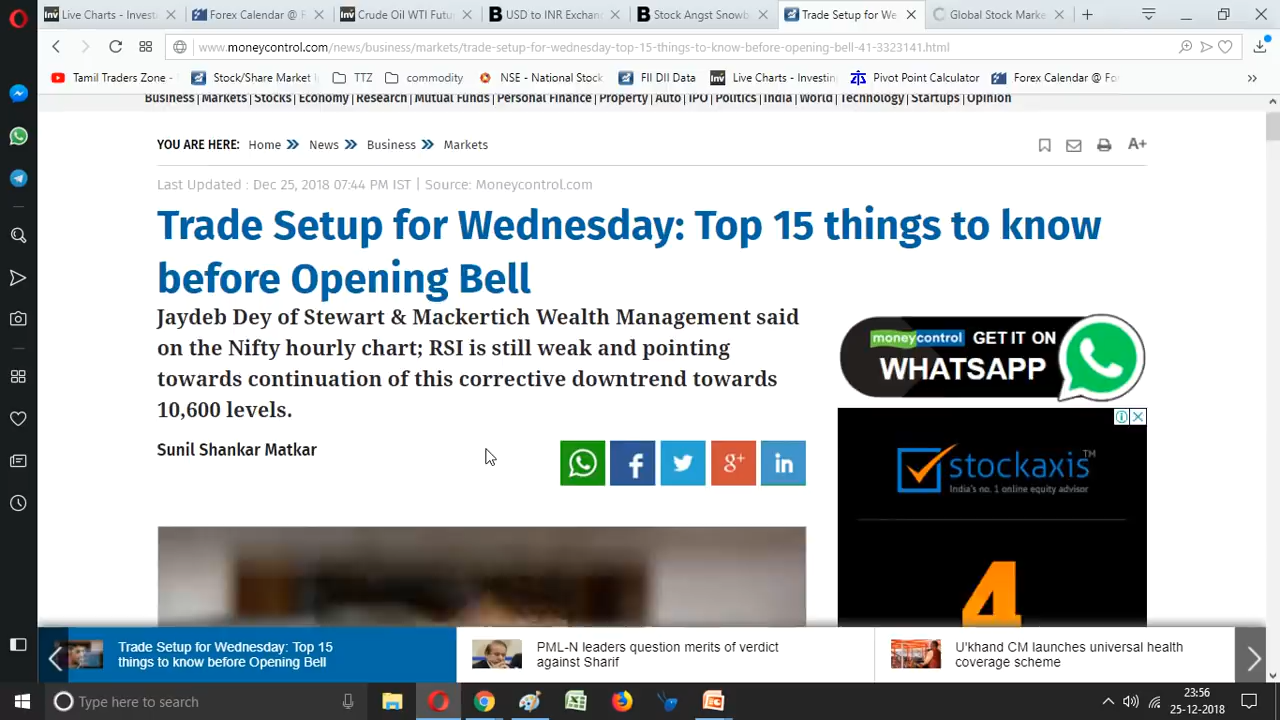 Live Charts - Investi
Forex Calendar @ F
Crude Oil WTI Futur
USD to INR Exchan
Stock Angst Snowb
Trade Setup for We
Global Stock Marke
www.moneycontrol.com/news/business/markets/trade-setup-for-wednesday-top-15-things-to-know-before-opening-bell-41-3323141.html
Tamil Traders Zone -
Stock/Share Market
TTZ
commodity
NSE - National Stock
FII DII Data
Live Charts - Investin
Pivot Point Calculator
Forex Calendar @ Fo
Business | Markets | Stocks | Economy | Research | Mutual Funds | Personal Finance | Property | Auto | IPO | Politics | India | World | Technology | Startups | Opinion
YOU ARE HERE: Home News Business Markets
A+
Last Updated : Dec 25, 2018 07:44 PM IST | Source: Moneycontrol.com
Trade Setup for Wednesday: Top 15 things to know
before Opening Bell
Jaydeb Dey of Stewart & Mackertich Wealth Management said
on the Nifty hourly chart; RSI is still weak and pointing
towards continuation of this corrective downtrend towards
10,600 levels.
Sunil Shankar Matkar
moneycontrol GET IT ON
WHATSAPP
stockaxis TM
India's no. 1 online equity advisor
4
Trade Setup for Wednesday: Top 15
things to know before Opening Bell
PML-N leaders question merits of verdict
against Sharif
U'khand CM launches universal health
coverage scheme
Type here to search
23:56
25-12-2018